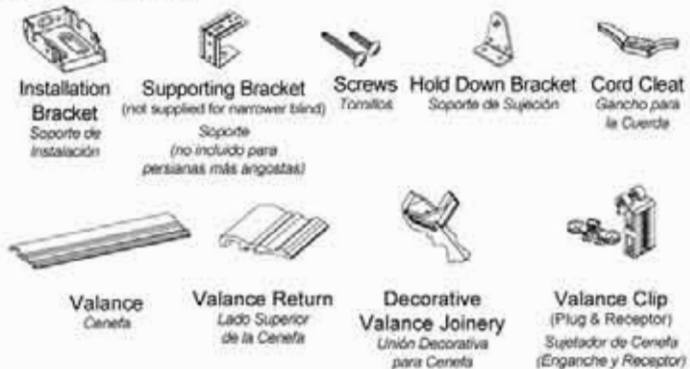 Installation
Bracket
Soporte de
Instalación
Supporting Bracket
(not supplied for narrower blind)
Soporte
(no incluido para
persianas más angostas)
Screws
Tornillos
Hold Down Bracket
Soporte de Sujeción
Cord Cleat
Gancho para
la Cuerda
Valance
Cenefa
Valance Return
Lado Superior
de la Cenefa
Decorative
Valance Joinery
Unión Decorativa
para Cenefa
Valance Clip
(Plug & Receptor)
Sujetador de Cenefa
(Enganche y Receptor)